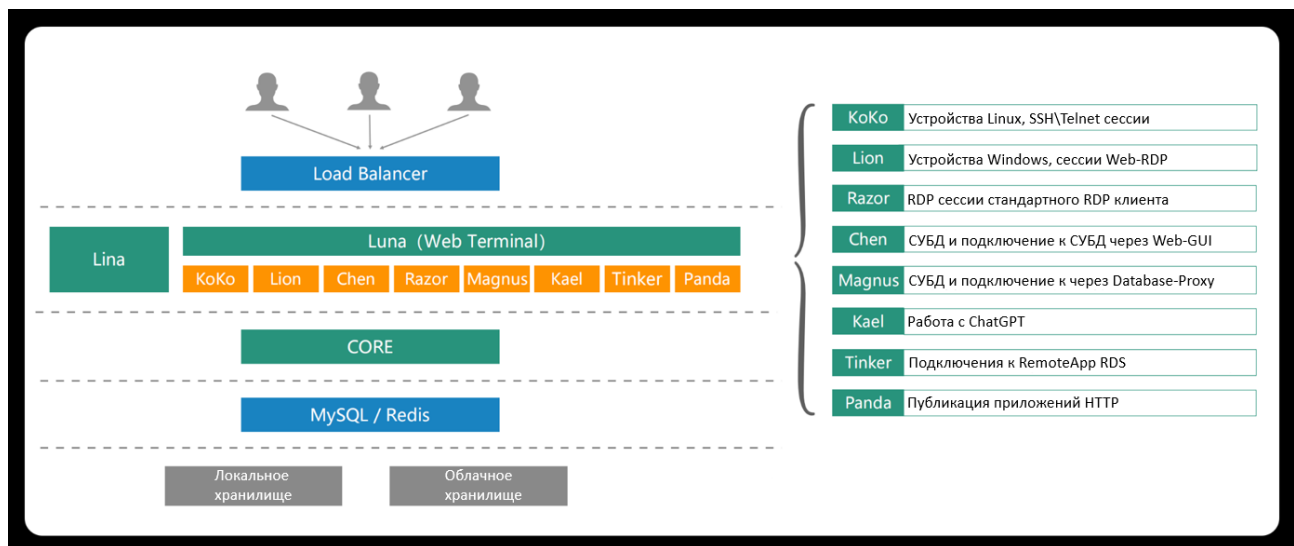 Load Balancer
Lina
Luna (Web Terminal)
KoKo
Lion
Chen
Razor
Magnus
Kael
Tinker
Panda
CORE
MySQL / Redis
Локальное
хранилище
Облачное
хранилище
KoKo Устройства Linux, SSH\Telnet сессии
Lion Устройства Windows, сессии Web-RDP
Razor RDP сессии стандартного RDP клиента
Chen СУБД и подключение к СУБД через Web-GUI
Magnus СУБД и подключение к через Database-Proxy
Kael Работа с ChatGPT
Tinker Подключения к RemoteApp RDS
Panda Публикация приложений HTTP